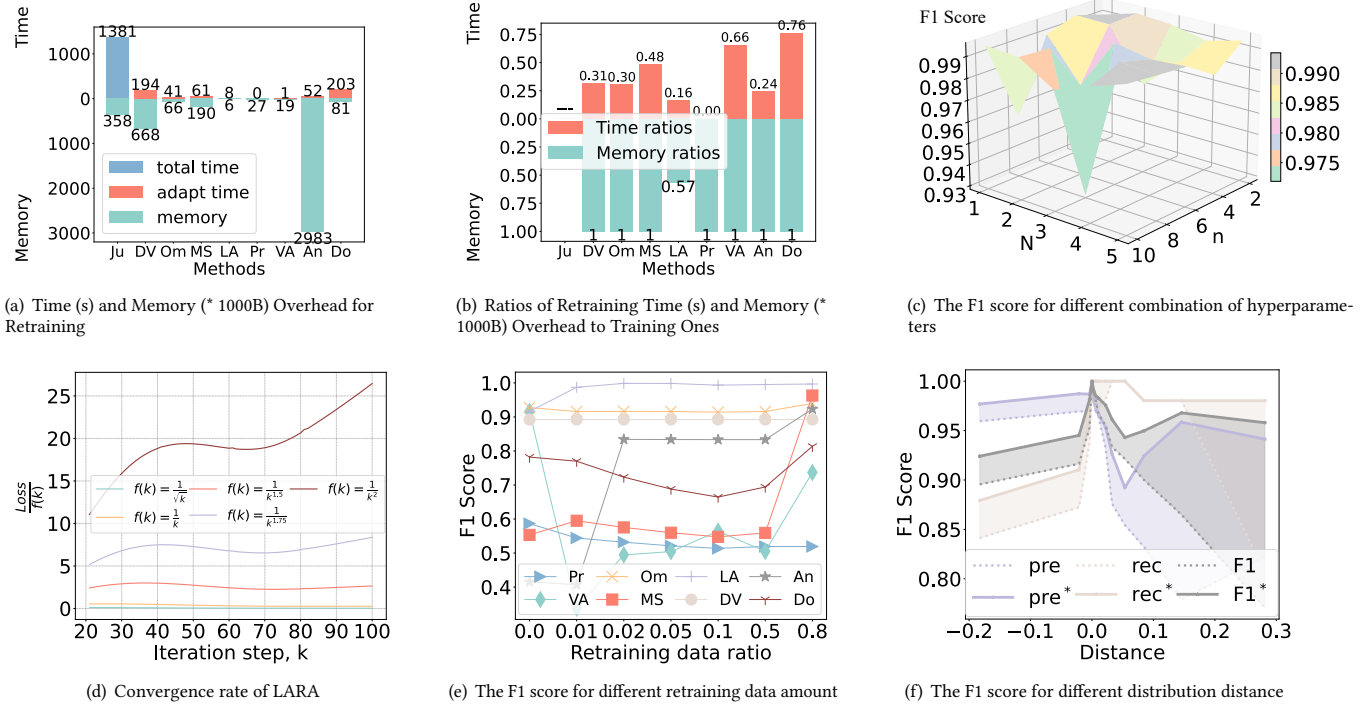 Time
Memory
1000
0
1000
2000
3000
1381
194
41
61
8
0
1
52
203
358
668
66
190
6
27
19
2983
81
total time
adapt time
memory
Ju DV Om MS LA Pr VA An Do
Methods
(a) Time (s) and Memory (* 1000B) Overhead for
Retraining
Time
Memory
0.75
0.50
0.25
0.00
0.25
0.50
0.75
1.00
--
0.31
0.30
0.48
0.16
0.00
0.66
0.24
0.76
Time ratios
Memory ratios
0.57
1 1 1 1 1 1 1
Ju DV Om MS LA Pr VA An Do
Methods
(b) Ratios of Retraining Time (s) and Memory (*
1000B) Overhead to Training Ones
F1 Score
0.99
0.98
0.97
0.96
0.95
0.94
0.93
1 2 3 4 5
N
10 8 6 4 2
n
0.990
0.985
0.980
0.975
(c) The F1 score for different combination of hyperparame-
ters
Loss/f(k)
25
20
15
10
5
0
f(k) = 1/√k
f(k) = 1/k^1.5
f(k) = 1/k^2
f(k) = 1/k
f(k) = 1/k^1.75
20 30 40 50 60 70 80 90 100
Iteration step, k
(d) Convergence rate of LARA
F1 Score
1.0
0.9
0.8
0.7
0.6
0.5
0.4
Pr Om LA An
VA MS DV Do
0.0 0.01 0.02 0.05 0.1 0.5 0.8
Retraining data ratio
(e) The F1 score for different retraining data amount
F1 Score
1.00
0.95
0.90
0.85
0.80
pre rec F1
pre* rec* F1*
−0.2 −0.1 0.0 0.1 0.2 0.3
Distance
(f) The F1 score for different distribution distance